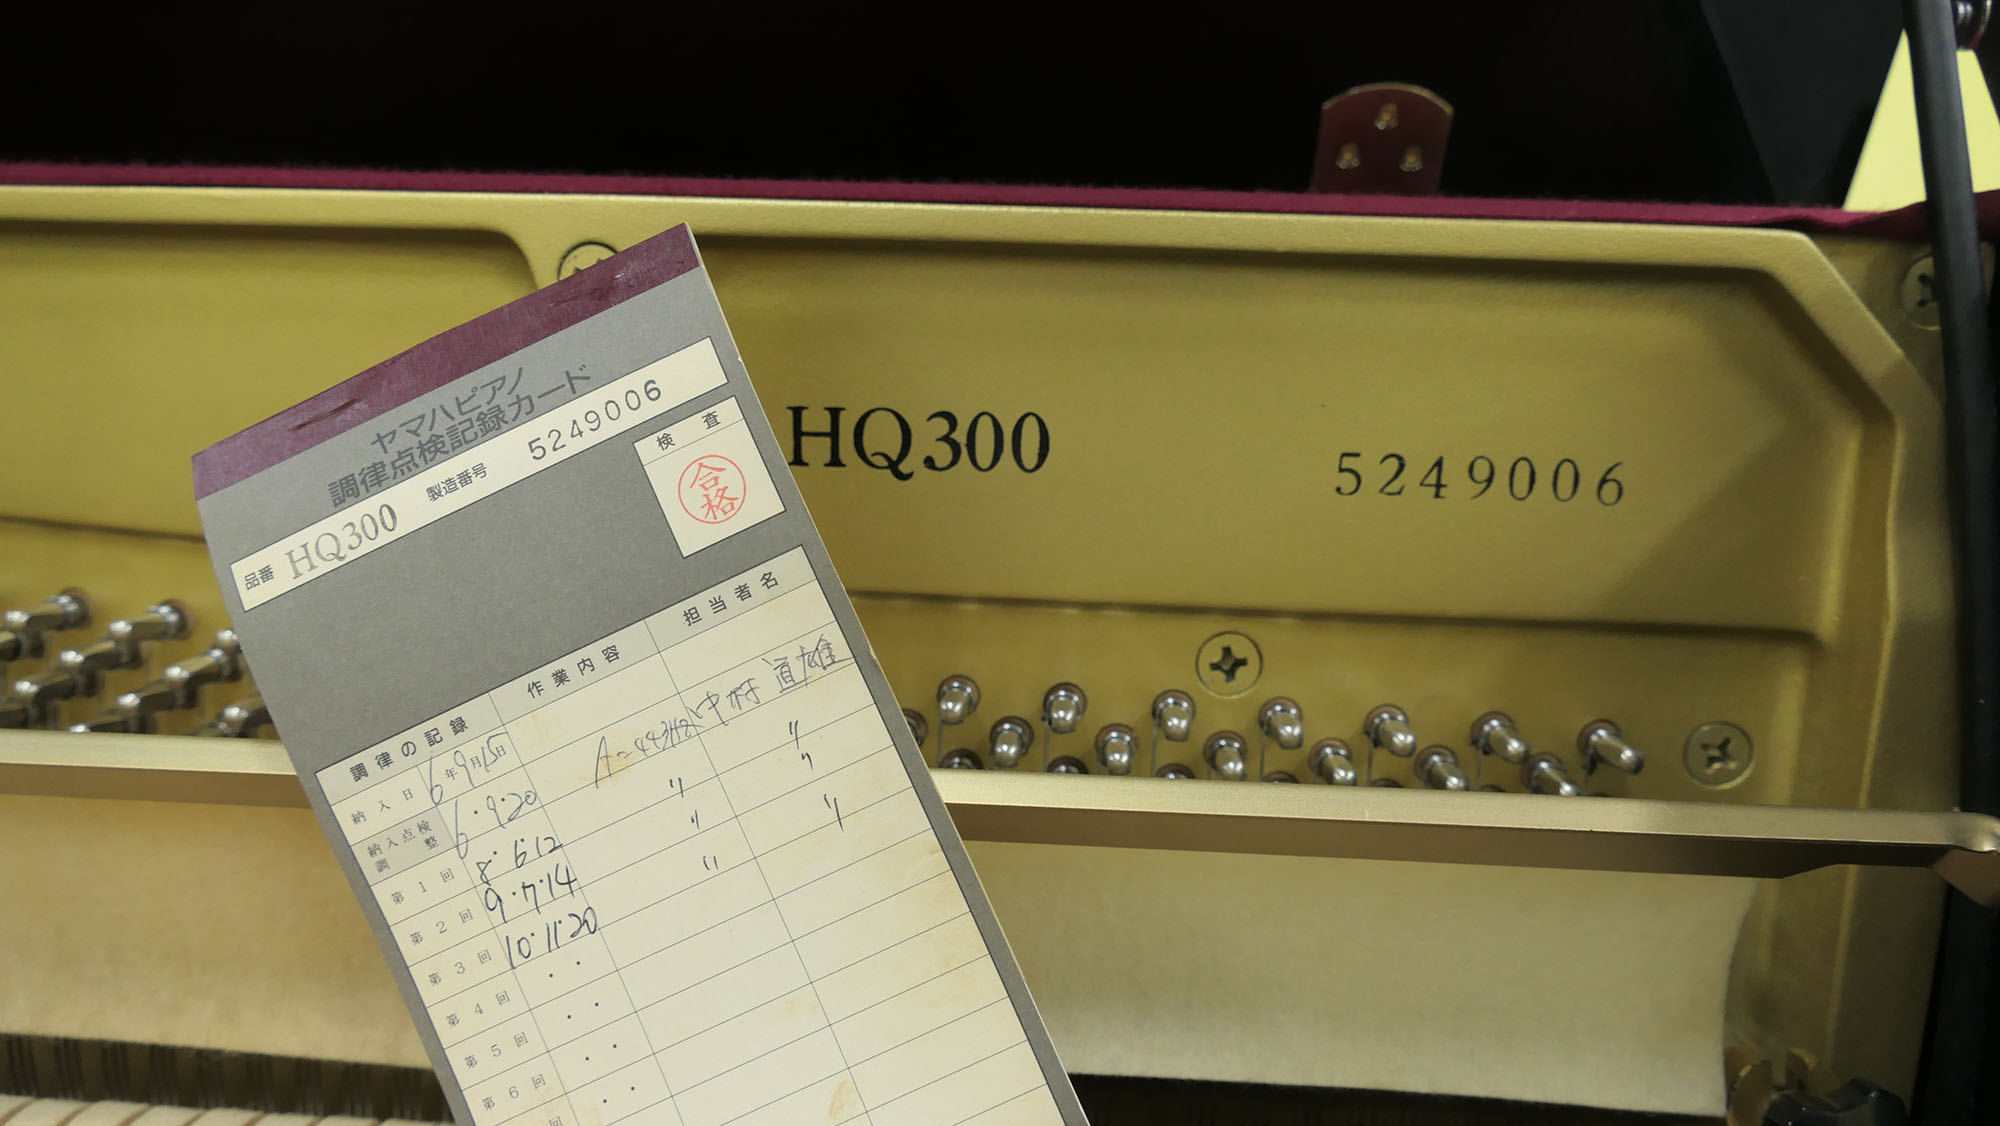 ヤマハピアノ
調律点検記録カード
品番 HQ300 製造番号 5249006
検査
合格
調律の記録 作業内容 担当者名
納入日 6年9月15日 A=443Hz 中村 道雄
納入点検調整 6・9・20 〃 〃
第1回 8・6・12 〃 〃
第2回 9・7・14 〃 〃
第3回 10・11・20
第4回 ・ ・
第5回 ・ ・
第6回 ・ ・
回 ・
HQ300
5249006